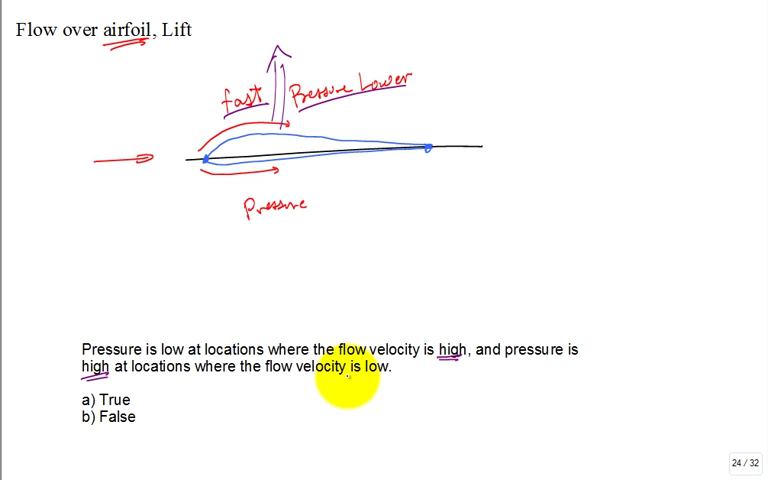 Flow over airfoil, Lift
fast Pressure Lower
Pressure
Pressure is low at locations where the flow velocity is high, and pressure is
high at locations where the flow velocity is low.
a) True
b) False
24 / 32